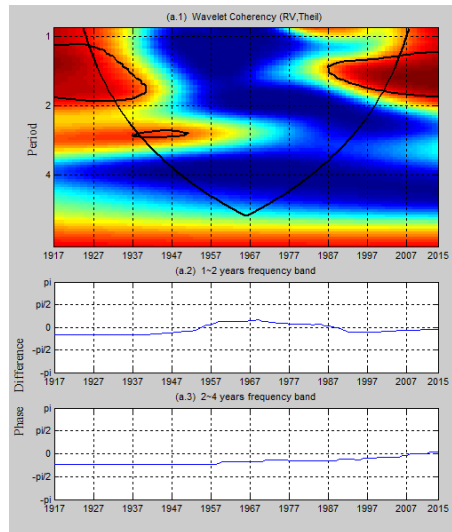 (a.1) Wavelet Coherency (RV,Theil)
1
2
4
Period
1917 1927 1937 1947 1957 1967 1977 1987 1997 2007 2015
(a.2) 1~2 years frequency band
pi
pi/2
0
-pi/2
-pi
1917 1927 1937 1947 1957 1967 1977 1987 1997 2007 2015
Phase Difference
(a.3) 2~4 years frequency band
pi
pi/2
0
-pi/2
-pi
1917 1927 1937 1947 1957 1967 1977 1987 1997 2007 2015